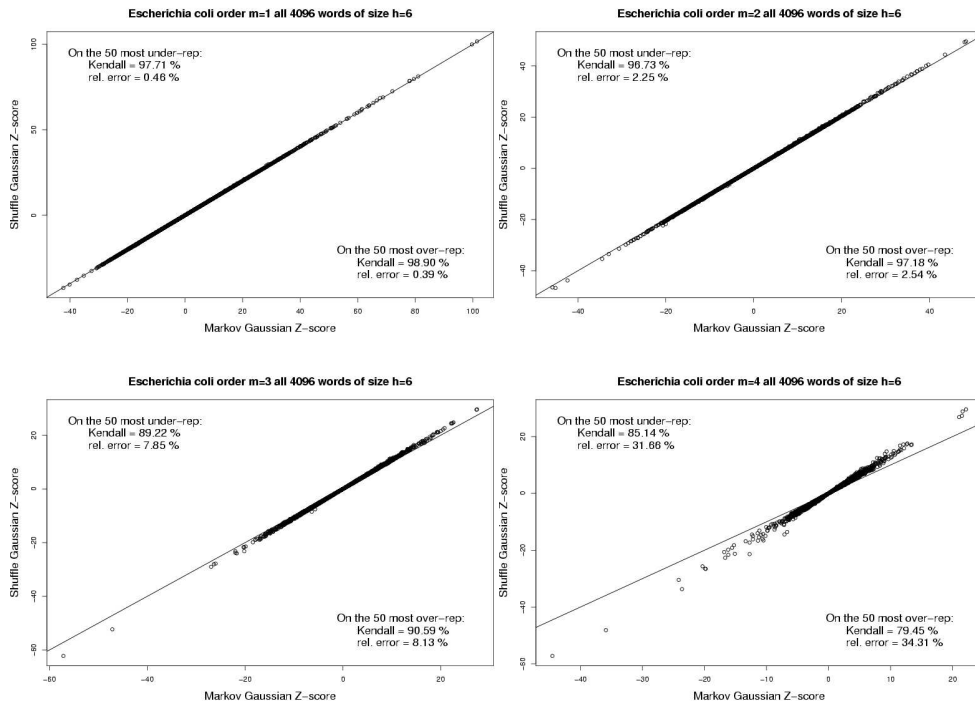 Escherichia coli order m=1 all 4096 words of size h=6
On the 50 most under−rep:
Kendall = 97.71 %
rel. error = 0.46 %
On the 50 most over−rep:
Kendall = 98.90 %
rel. error = 0.39 %
Shuffle Gaussian Z−score
0
50
100
−40
−20
0
20
40
60
80
100
Markov Gaussian Z−score
Escherichia coli order m=2 all 4096 words of size h=6
On the 50 most under−rep:
Kendall = 96.73 %
rel. error = 2.25 %
On the 50 most over−rep:
Kendall = 97.18 %
rel. error = 2.54 %
Shuffle Gaussian Z−score
−40
−20
0
20
40
−40
−20
0
20
40
Markov Gaussian Z−score
Escherichia coli order m=3 all 4096 words of size h=6
On the 50 most under−rep:
Kendall = 89.22 %
rel. error = 7.85 %
On the 50 most over−rep:
Kendall = 90.59 %
rel. error = 8.13 %
Shuffle Gaussian Z−score
−60
−40
−20
0
20
−60
−40
−20
0
20
Markov Gaussian Z−score
Escherichia coli order m=4 all 4096 words of size h=6
On the 50 most under−rep:
Kendall = 85.14 %
rel. error = 31.66 %
On the 50 most over−rep:
Kendall = 79.45 %
rel. error = 34.31 %
Shuffle Gaussian Z−score
−60
−40
−20
0
20
−40
−30
−20
−10
0
10
20
Markov Gaussian Z−score